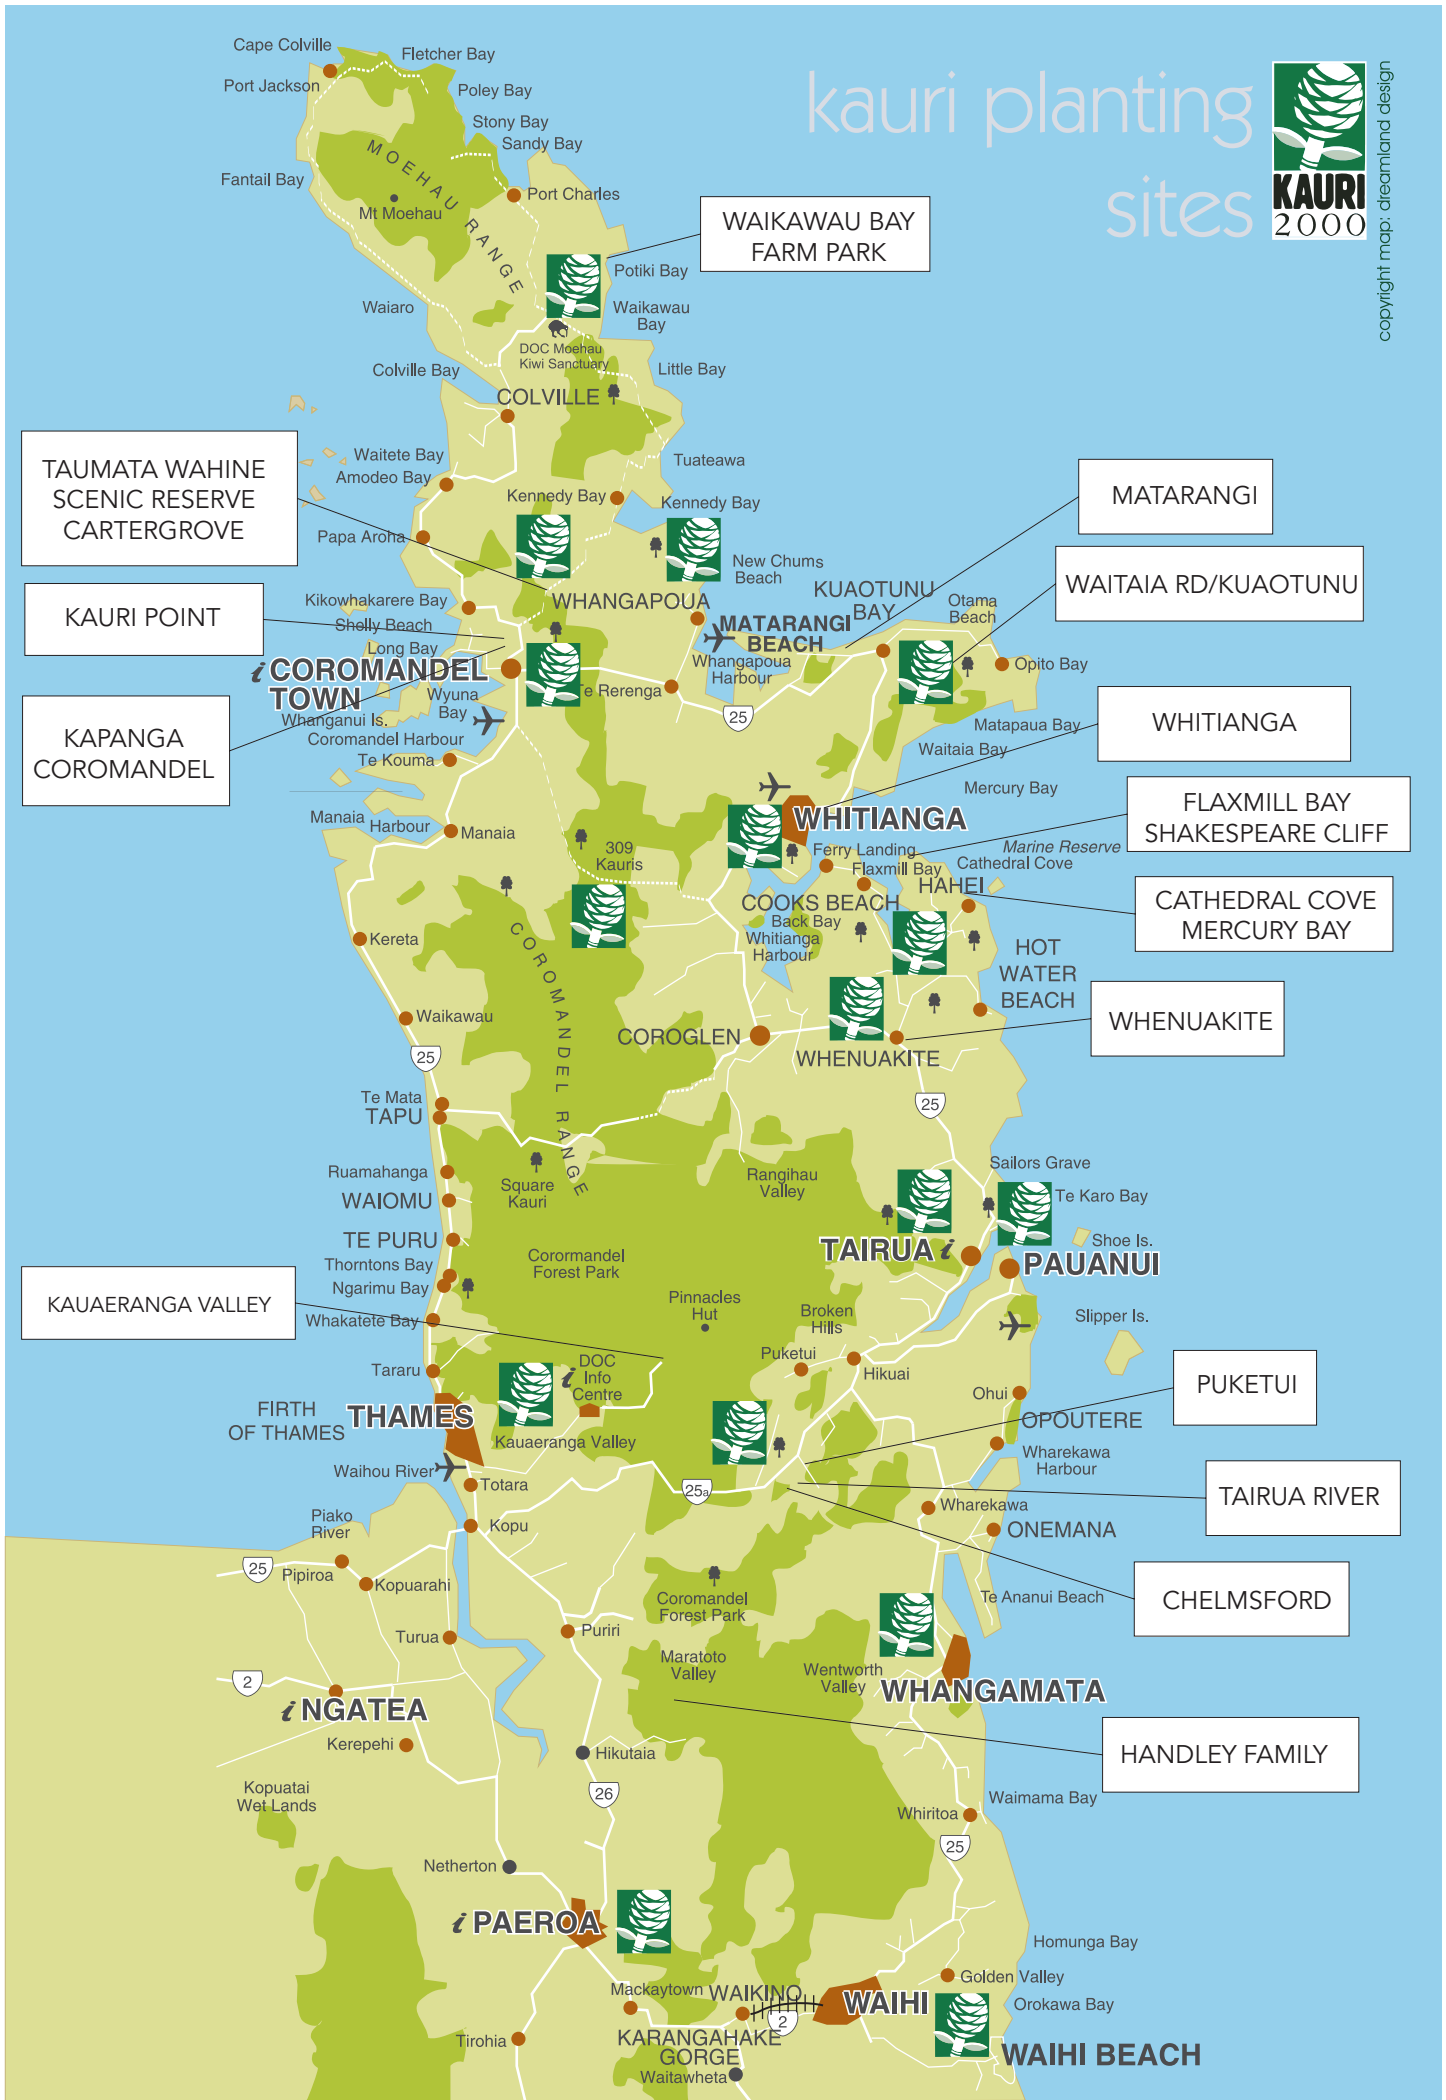 kauri planting
sites
KAURI
2000
copyright map: dreamland design
Cape Colville
Fletcher Bay
Port Jackson
Poley Bay
Stony Bay
Sandy Bay
MOEHAU RANGE
Fantail Bay
Mt Moehau
Port Charles
WAIKAWAU BAY
FARM PARK
Potiki Bay
Waiaro
Waikawau
Bay
DOC Moehau
Kiwi Sanctuary
Colville Bay
Little Bay
COLVILLE
TAUMATA WAHINE
SCENIC RESERVE
CARTERGROVE
Waitete Bay
Amodeo Bay
Tuateawa
Kennedy Bay
Kennedy Bay
MATARANGI
Papa Aroha
New Chums
Beach
WAITAIA RD/KUAOTUNU
KAURI POINT
Kikowhakarere Bay
WHANGAPOUA
KUAOTUNU
BAY
Otama
Beach
Shelly Beach
MATARANGI
BEACH
Long Bay
i COROMANDEL
TOWN
Whangapoua
Harbour
Opito Bay
Te Rerenga
Wyuna
Bay
Whanganui Is.
25
Matapaua Bay
WHITIANGA
KAPANGA
COROMANDEL
Coromandel Harbour
Te Kouma
Waitaia Bay
Mercury Bay
FLAXMILL BAY
SHAKESPEARE CLIFF
Manaia
Harbour
Manaia
WHITIANGA
309
Kauris
Ferry Landing
Flaxmill Bay
Marine Reserve
Cathedral Cove
HAHEI
CATHEDRAL COVE
MERCURY BAY
COOKS BEACH
Back Bay
Whitianga
Harbour
Kereta
COROMANDEL RANGE
HOT
WATER
BEACH
Waikawau
COROGLEN
WHENUAKITE
WHENUAKITE
25
25
Te Mata
TAPU
Ruamahanga
Square
Kauri
Rangihau
Valley
Sailors Grave
Te Karo Bay
WAIOMU
TE PURU
Thorntons Bay
Ngarimu Bay
Corormandel
Forest Park
TAIRUA i
Shoe Is.
PAUANUI
KAUAERANGA VALLEY
Whakatete Bay
Pinnacles
Hut
Broken
Hills
Slipper Is.
Puketui
Hikuai
Tararu
DOC
i Info
Centre
Ohui
PUKETUI
FIRTH
OF THAMES
THAMES
OPOUTERE
Kauaeranga Valley
Wharekawa
Harbour
Waihou River
Totara
25a
TAIRUA RIVER
Wharekawa
Piako
River
Kopu
ONEMANA
25
Pipiroa
Kopuarahi
Coromandel
Forest Park
Te Ananui Beach
CHELMSFORD
Turua
Puriri
Maratoto
Valley
Wentworth
Valley
2
WHANGAMATA
i NGATEA
Kerepehi
Hikutaia
HANDLEY FAMILY
Kopuatai
Wet Lands
26
Waimama Bay
Whiritoa
25
Netherton
i PAEROA
Homunga Bay
Golden Valley
Mackaytown
WAIKINO
WAIHI
Orokawa Bay
2
Tirohia
KARANGAHAKE
GORGE
WAIHI BEACH
Waitawheta